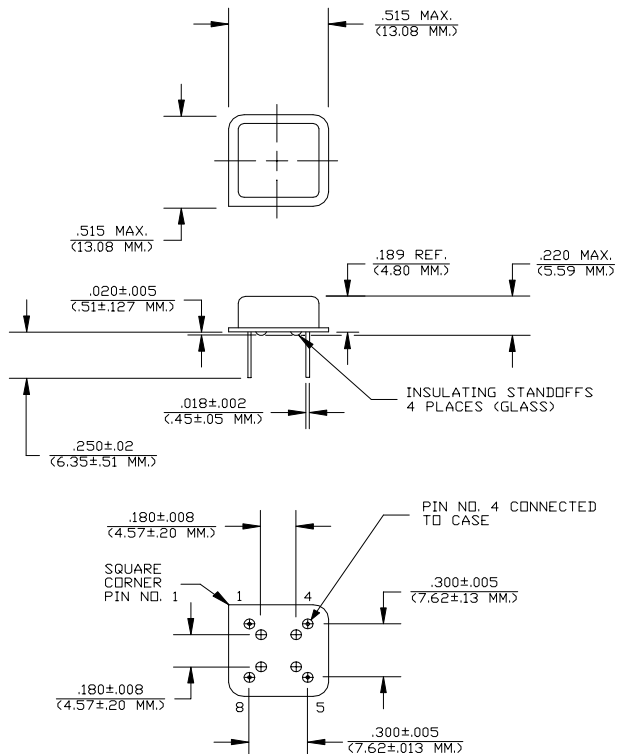 .515 MAX.
(13.08 MM.)
.515 MAX.
(13.08 MM.)
.189 REF.
(4.80 MM.)
.220 MAX.
(5.59 MM.)
.020±.005
(.51±.127 MM.)
INSULATING STANDOFFS
4 PLACES (GLASS)
.018±.002
(.45±.05 MM.)
.250±.02
(6.35±.51 MM.)
PIN NO. 4 CONNECTED
TO CASE
.180±.008
(4.57±.20 MM.)
SQUARE
CORNER
PIN NO. 1
1 4
.300±.005
(7.62±.13 MM.)
.180±.008
(4.57±.20 MM.)
8 5
.300±.005
(7.62±.013 MM.)